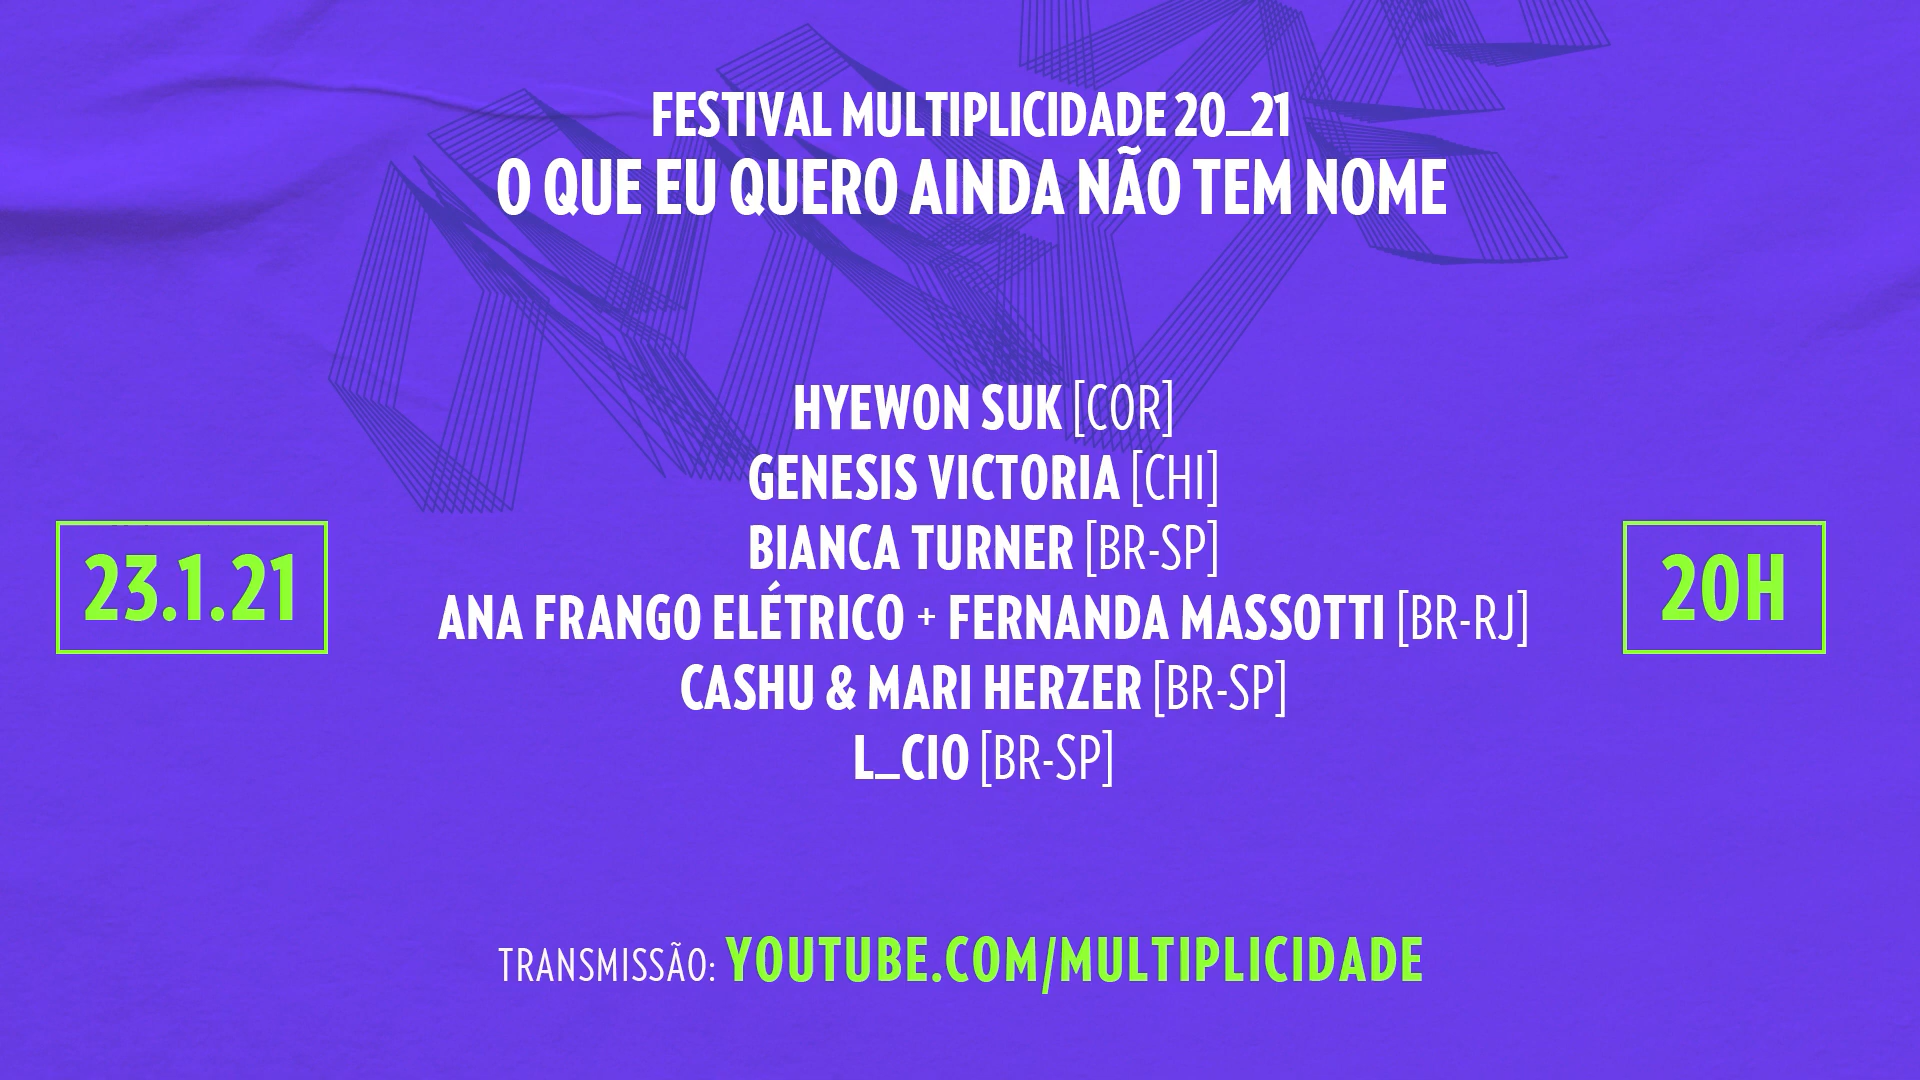 FESTIVAL MULTIPLICIDADE 20_21
O QUE EU QUERO AINDA NÃO TEM NOME
HYEWON SUK [COR]
GENESIS VICTORIA [CHI]
BIANCA TURNER [BR-SP]
ANA FRANGO ELÉTRICO + FERNANDA MASSOTTI [BR-RJ]
CASHU & MARI HERZER [BR-SP]
L_CIO [BR-SP]
23.1.21
20H
TRANSMISSÃO: YOUTUBE.COM/MULTIPLICIDADE